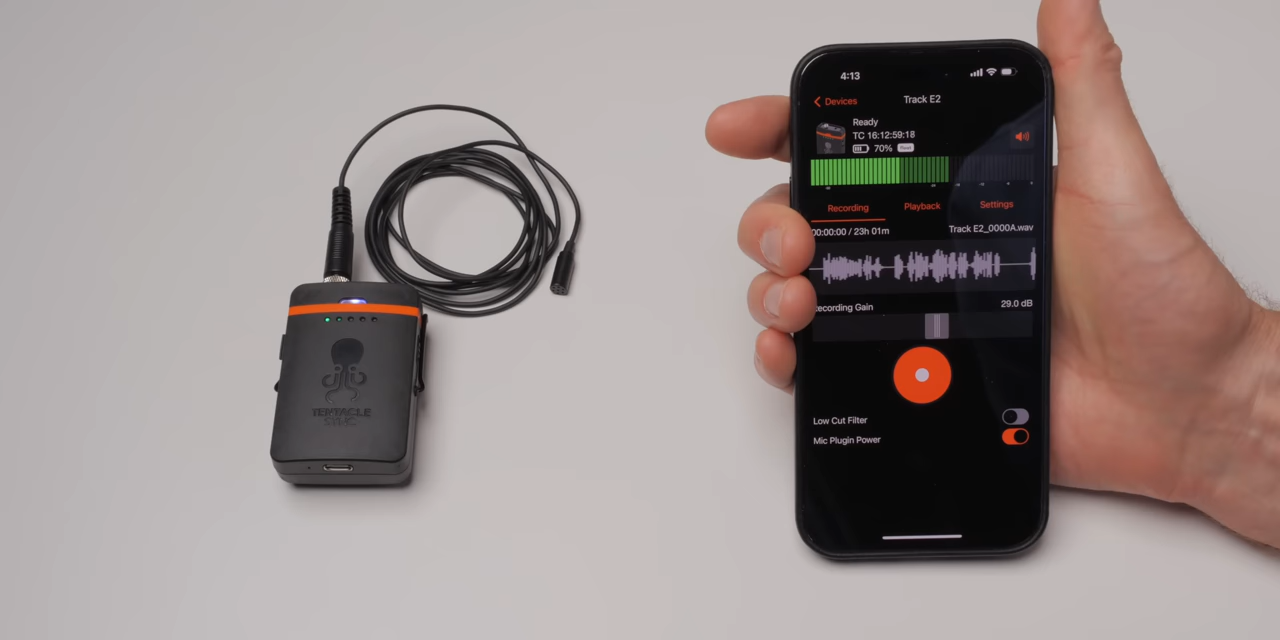 4:13
Devices
Track E2
Ready
TC 16:12:59:18
70%
Recording
Playback
Settings
00:00:00 / 23h 01m
Track E2_0000A.wav
Recording Gain
29.0 dB
Low Cut Filter
Mic Plugin Power
TENTACLE
SYNC